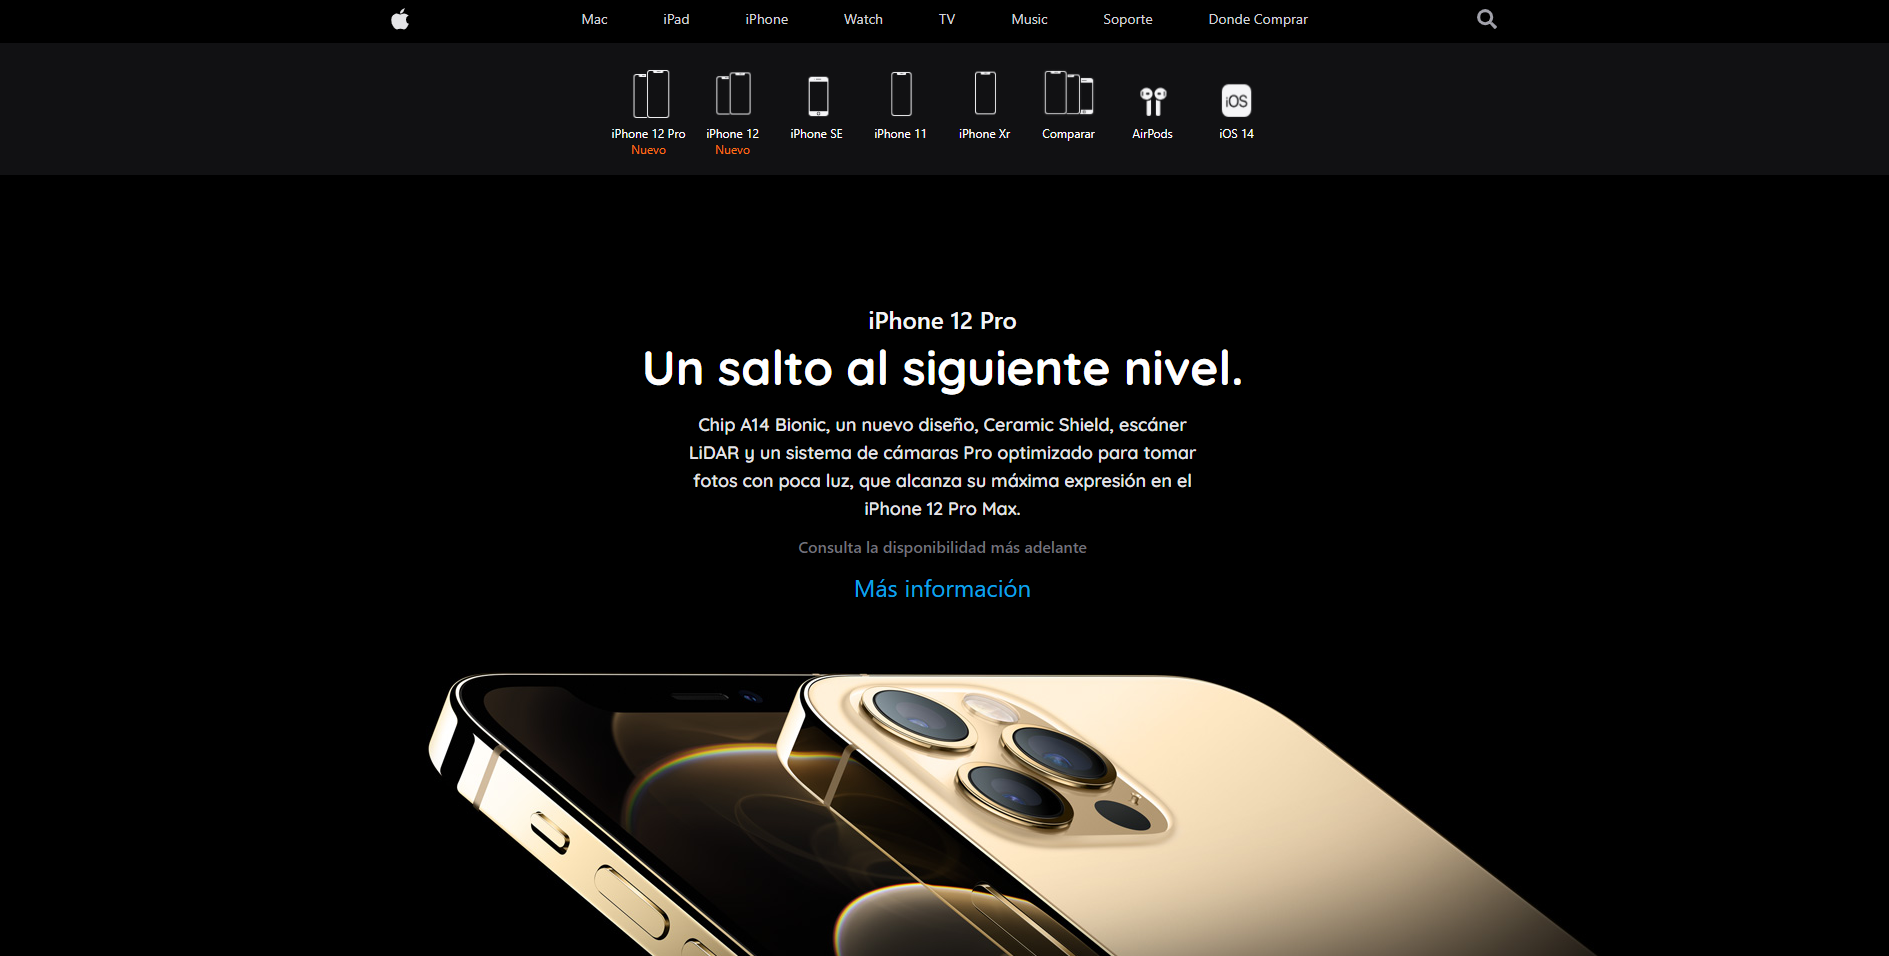 Mac iPad iPhone Watch TV Music Soporte Donde Comprar
iOS
iPhone 12 Pro iPhone 12 iPhone SE iPhone 11 iPhone Xr Comparar AirPods iOS 14
Nuevo Nuevo
iPhone 12 Pro
Un salto al siguiente nivel.
Chip A14 Bionic, un nuevo diseño, Ceramic Shield, escáner
LiDAR y un sistema de cámaras Pro optimizado para tomar
fotos con poca luz, que alcanza su máxima expresión en el
iPhone 12 Pro Max.
Consulta la disponibilidad más adelante
Más información